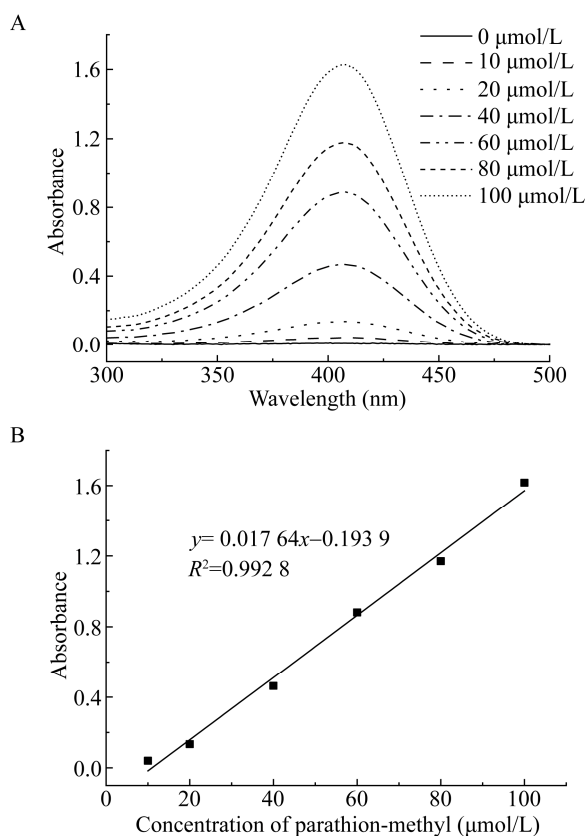 A
0 μmol/L
10 μmol/L
20 μmol/L
40 μmol/L
60 μmol/L
80 μmol/L
100 μmol/L
1.6
1.2
0.8
0.4
0.0
Absorbance
300 350 400 450 500
Wavelength (nm)
B
y= 0.017 64x–0.193 9
R²=0.992 8
1.6
1.2
0.8
0.4
0.0
Absorbance
0 20 40 60 80 100
Concentration of parathion-methyl (μmol/L)